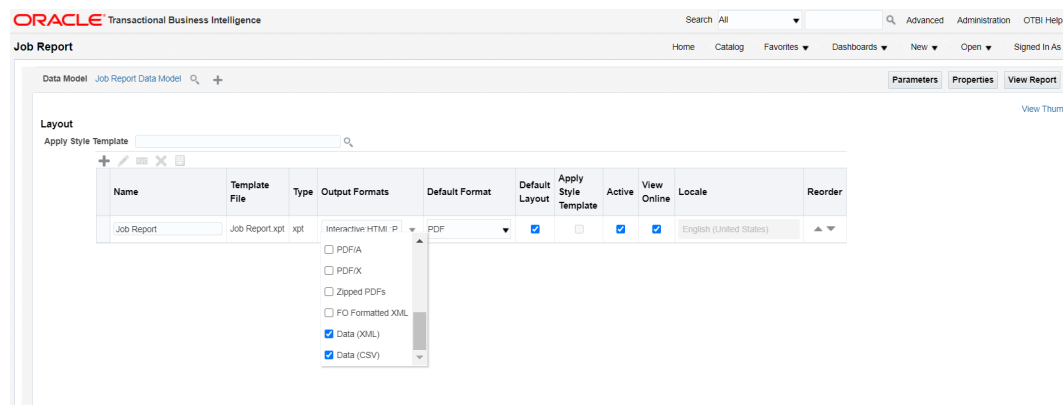 ORACLE Transactional Business Intelligence Search All Advanced Administration OTBI Help
Job Report Home Catalog Favorites Dashboards New Open Signed In As
Data Model Job Report Data Model Parameters Properties View Report
View Thum
Layout
Apply Style Template
Name Template File Type Output Formats Default Format Default Layout Apply Style Template Active View Online Locale Reorder
Job Report Job Report.xpt xpt Interactive;HTML;P PDF English (United States)
PDF/A
PDF/X
Zipped PDFs
FO Formatted XML
Data (XML)
Data (CSV)